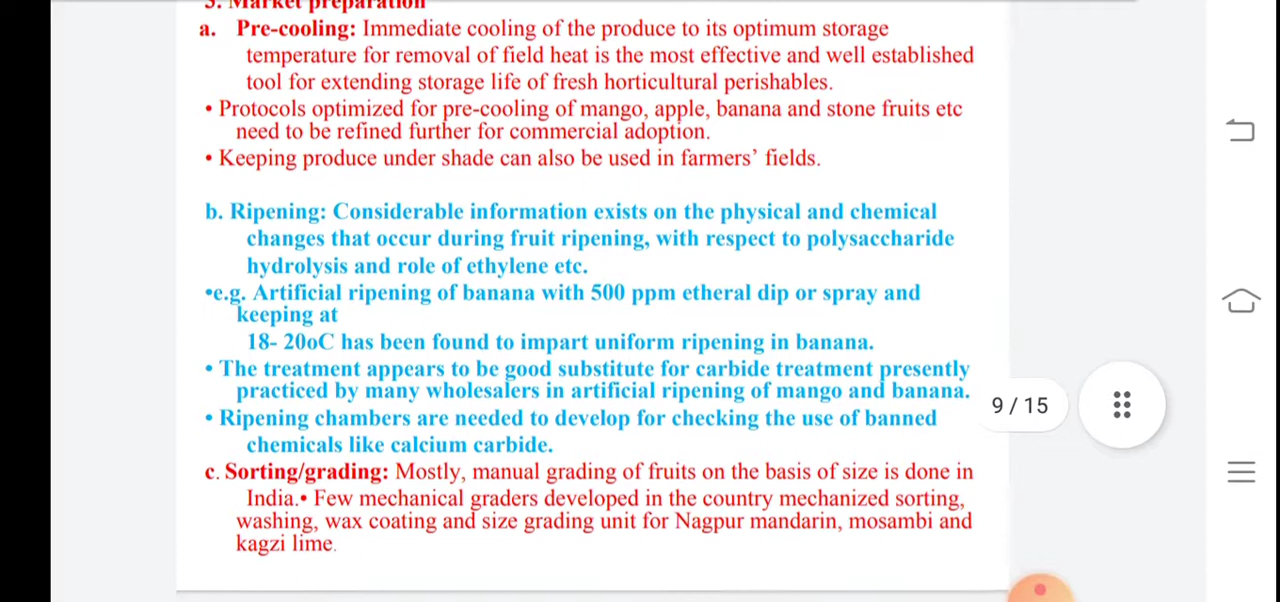 3. Market preparation
a. Pre-cooling: Immediate cooling of the produce to its optimum storage
temperature for removal of field heat is the most effective and well established
tool for extending storage life of fresh horticultural perishables.
• Protocols optimized for pre-cooling of mango, apple, banana and stone fruits etc
need to be refined further for commercial adoption.
• Keeping produce under shade can also be used in farmers’ fields.
b. Ripening: Considerable information exists on the physical and chemical
changes that occur during fruit ripening, with respect to polysaccharide
hydrolysis and role of ethylene etc.
•e.g. Artificial ripening of banana with 500 ppm etheral dip or spray and
keeping at
18- 20oC has been found to impart uniform ripening in banana.
• The treatment appears to be good substitute for carbide treatment presently
practiced by many wholesalers in artificial ripening of mango and banana.
• Ripening chambers are needed to develop for checking the use of banned
chemicals like calcium carbide.
c. Sorting/grading: Mostly, manual grading of fruits on the basis of size is done in
India.• Few mechanical graders developed in the country mechanized sorting,
washing, wax coating and size grading unit for Nagpur mandarin, mosambi and
kagzi lime.
9 / 15